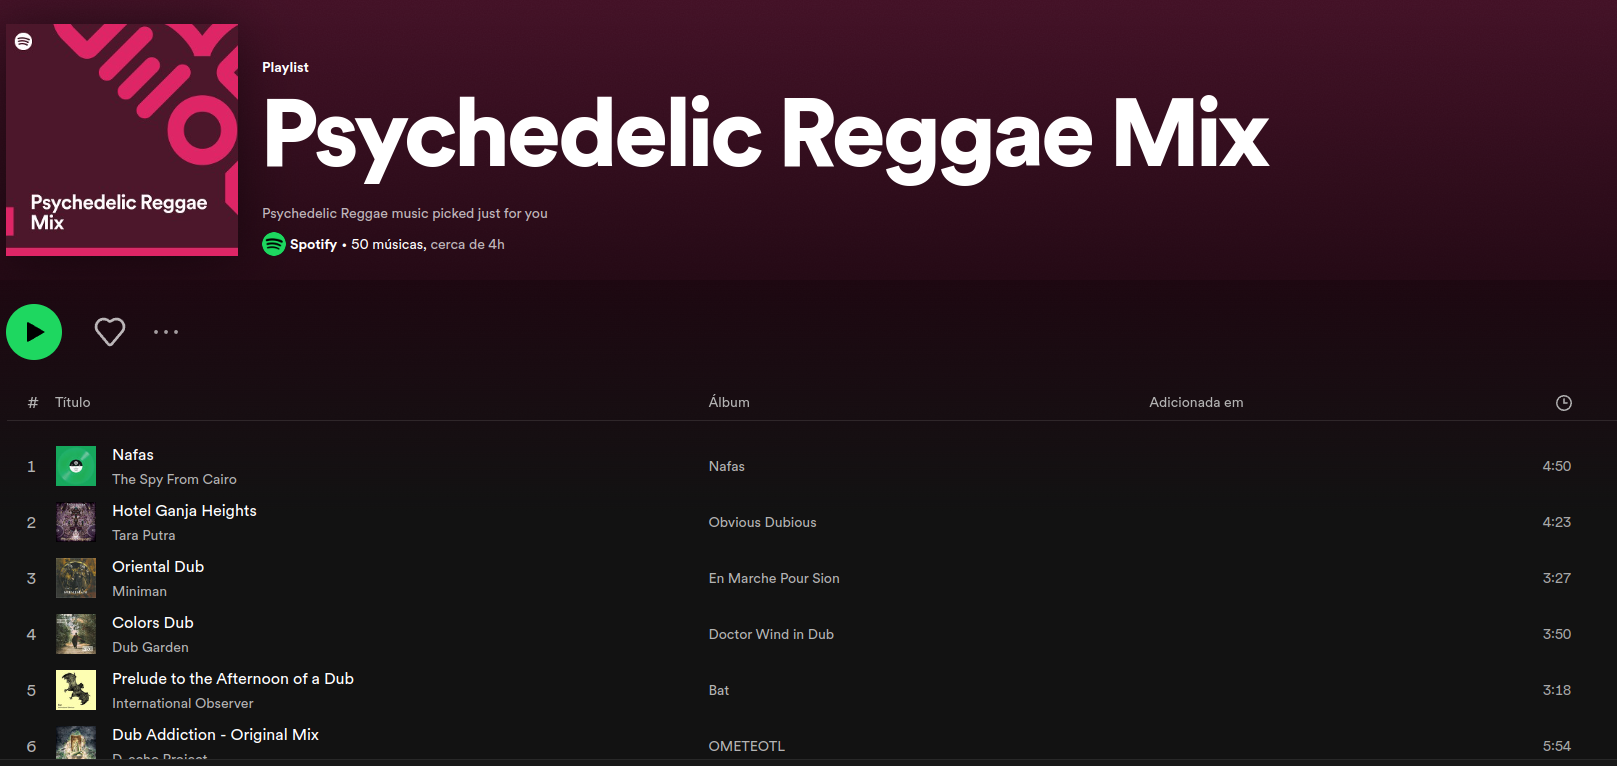 Psychedelic Reggae
Mix
Playlist
Psychedelic Reggae Mix
Psychedelic Reggae music picked just for you
Spotify • 50 músicas, cerca de 4h
# Título Álbum Adicionada em
1 Nafas Nafas 4:50
The Spy From Cairo
2 Hotel Ganja Heights Obvious Dubious 4:23
Tara Putra
3 Oriental Dub En Marche Pour Sion 3:27
Miniman
4 Colors Dub Doctor Wind in Dub 3:50
Dub Garden
5 Prelude to the Afternoon of a Dub Bat 3:18
International Observer
6 Dub Addiction - Original Mix OMETEOTL 5:54
D-echo Project